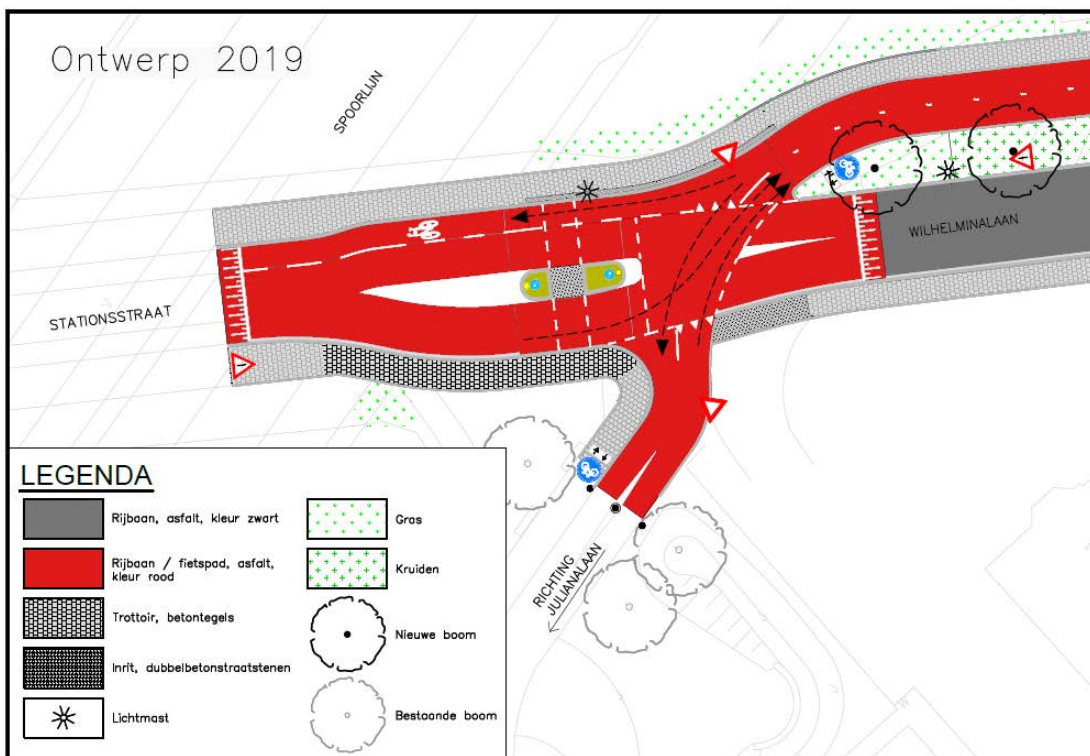 Ontwerp 2019
SPOORLIJN
WILHELMINALAAN
STATIONSSTRAAT
RICHTING
JULIANALAAN
LEGENDA
Rijbaan, asfalt, kleur zwart
Rijbaan / fietspad, asfalt,
kleur rood
Trottoir, betontegels
Inrit, dubbelbetonstraatstenen
Lichtmast
Gras
Kruiden
Nieuwe boom
Bestaande boom